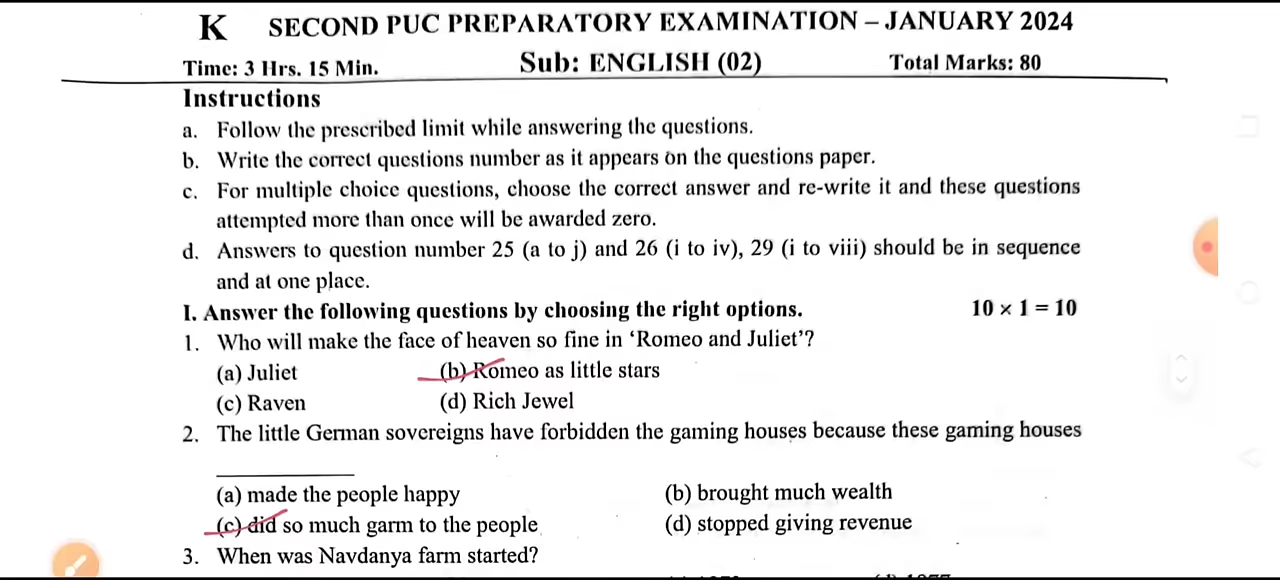 K SECOND PUC PREPARATORY EXAMINATION – JANUARY 2024
Time: 3 Hrs. 15 Min. Sub: ENGLISH (02) Total Marks: 80
Instructions
a. Follow the prescribed limit while answering the questions.
b. Write the correct questions number as it appears on the questions paper.
c. For multiple choice questions, choose the correct answer and re-write it and these questions
attempted more than once will be awarded zero.
d. Answers to question number 25 (a to j) and 26 (i to iv), 29 (i to viii) should be in sequence
and at one place.
I. Answer the following questions by choosing the right options. 10 × 1 = 10
1. Who will make the face of heaven so fine in ‘Romeo and Juliet’?
(a) Juliet (b) Romeo as little stars
(c) Raven (d) Rich Jewel
2. The little German sovereigns have forbidden the gaming houses because these gaming houses
(a) made the people happy (b) brought much wealth
(c) did so much garm to the people (d) stopped giving revenue
3. When was Navdanya farm started?